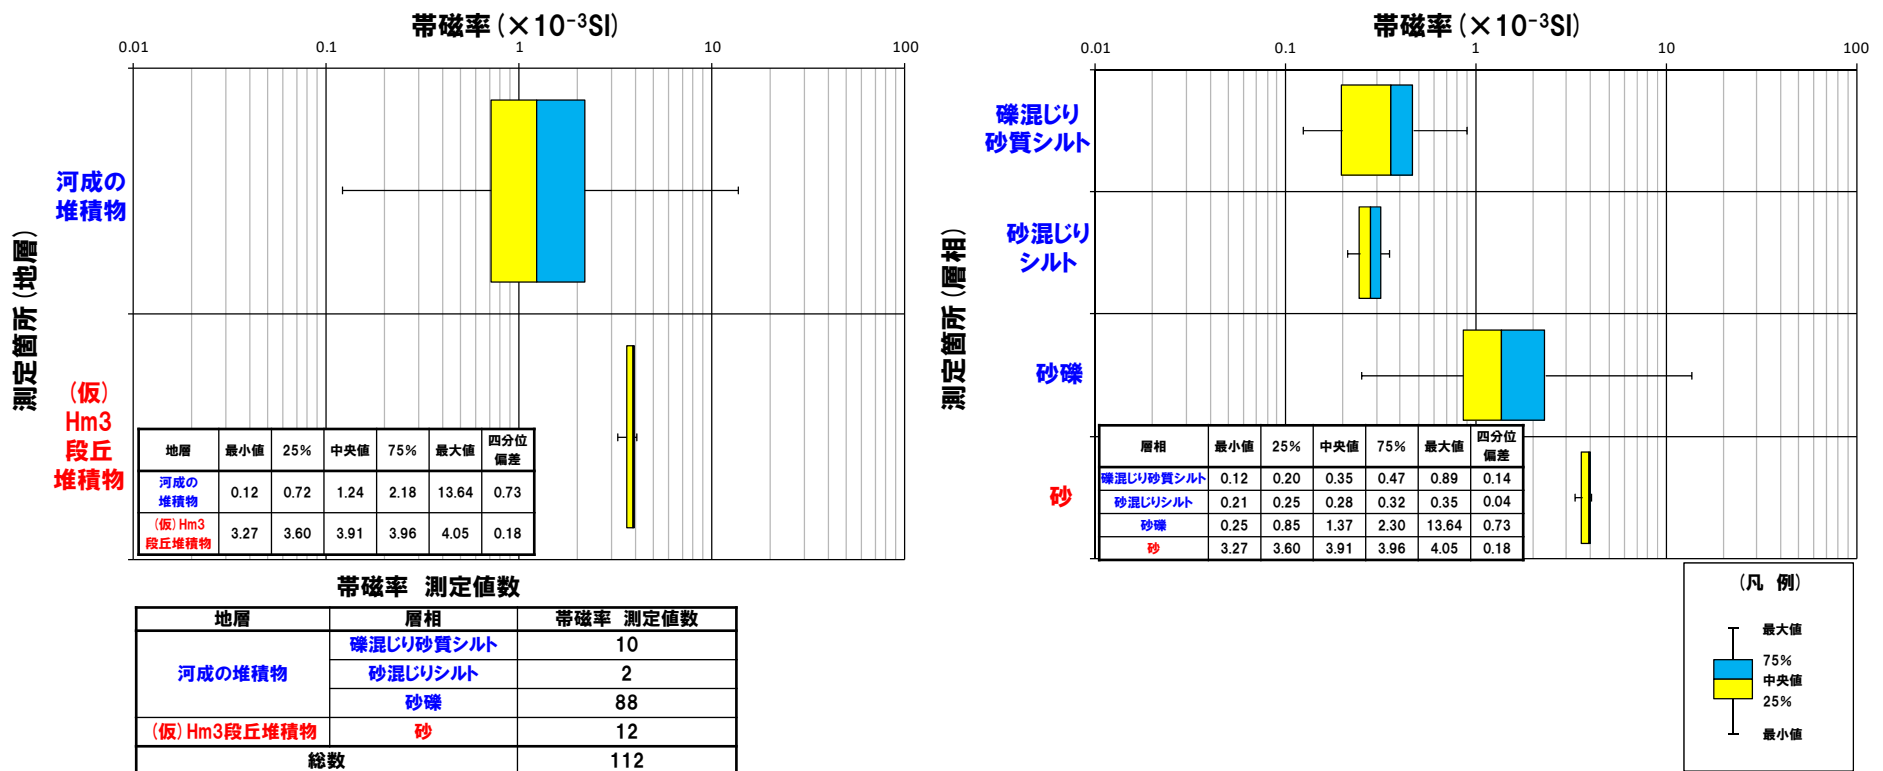 帯磁率(×10⁻³SI)
0.01 0.1 1 10 100
測定箇所(地層)
河成の
堆積物
(仮)
Hm3
段丘
堆積物
地層 最小値 25% 中央値 75% 最大値 四分位
偏差
河成の
堆積物 0.12 0.72 1.24 2.18 13.64 0.73
(仮)Hm3
段丘堆積物 3.27 3.60 3.91 3.96 4.05 0.18
帯磁率(×10⁻³SI)
0.01 0.1 1 10 100
測定箇所(層相)
礫混じり
砂質シルト
砂混じり
シルト
砂礫
砂
層相 最小値 25% 中央値 75% 最大値 四分位
偏差
礫混じり砂質シルト 0.12 0.20 0.35 0.47 0.89 0.14
砂混じりシルト 0.21 0.25 0.28 0.32 0.35 0.04
砂礫 0.25 0.85 1.37 2.30 13.64 0.73
砂 3.27 3.60 3.91 3.96 4.05 0.18
帯磁率 測定値数
地層 層相 帯磁率 測定値数
河成の堆積物 礫混じり砂質シルト 10
砂混じりシルト 2
砂礫 88
(仮)Hm3段丘堆積物 砂 12
総数 112
(凡 例)
最大値
75%
中央値
25%
最小値